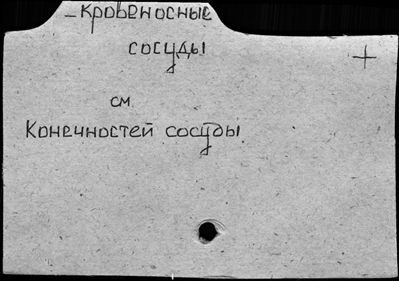 – Кровеносные
сосуды
+
см
Конечностей сосуды